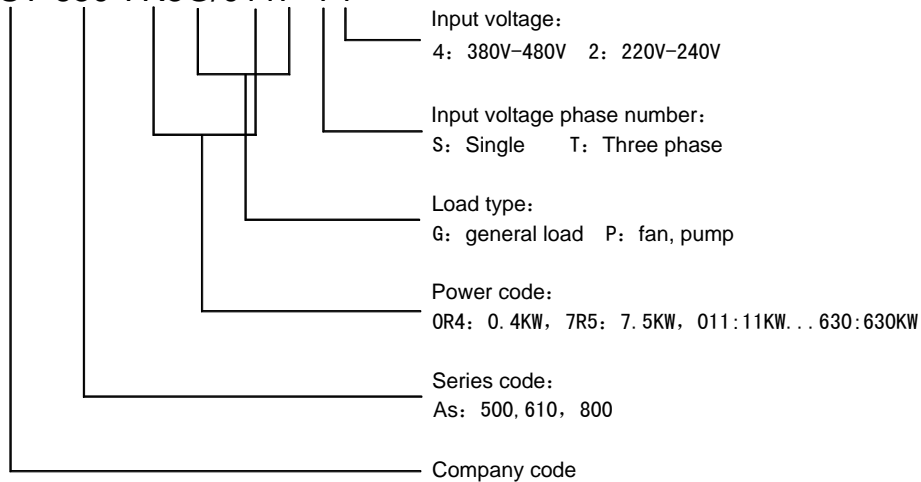 Input voltage：
4：380V-480V 2：220V-240V
Input voltage phase number：
S：Single T：Three phase
Load type：
G：general load P：fan, pump
Power code：
0R4：0.4KW，7R5：7.5KW，011:11KW...630:630KW
Series code：
As：500,610，800
Company code